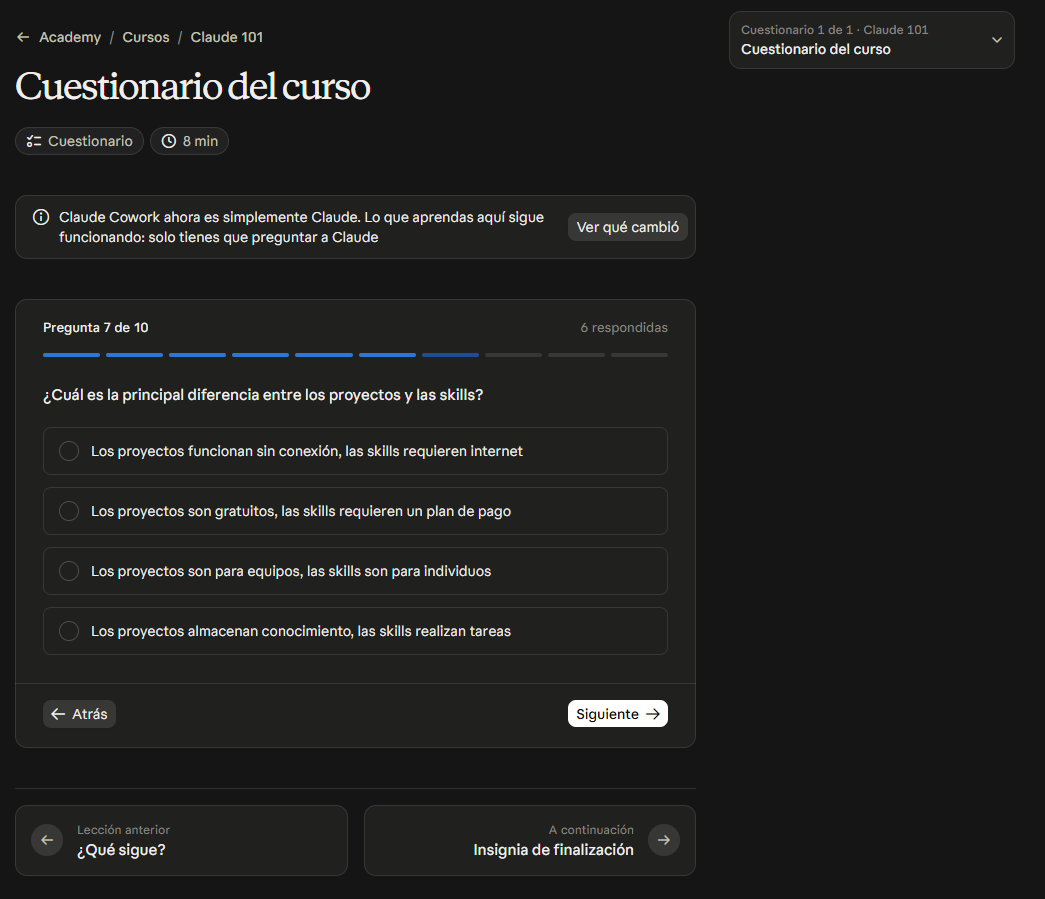 Academy / Cursos / Claude 101
Cuestionario 1 de 1 · Claude 101
Cuestionario del curso
Cuestionario del curso
Cuestionario
8 min
Claude Cowork ahora es simplemente Claude. Lo que aprendas aquí sigue
funcionando: solo tienes que preguntar a Claude
Ver qué cambió
Pregunta 7 de 10
6 respondidas
¿Cuál es la principal diferencia entre los proyectos y las skills?
Los proyectos funcionan sin conexión, las skills requieren internet
Los proyectos son gratuitos, las skills requieren un plan de pago
Los proyectos son para equipos, las skills son para individuos
Los proyectos almacenan conocimiento, las skills realizan tareas
Atrás
Siguiente
Lección anterior
¿Qué sigue?
A continuación
Insignia de finalización